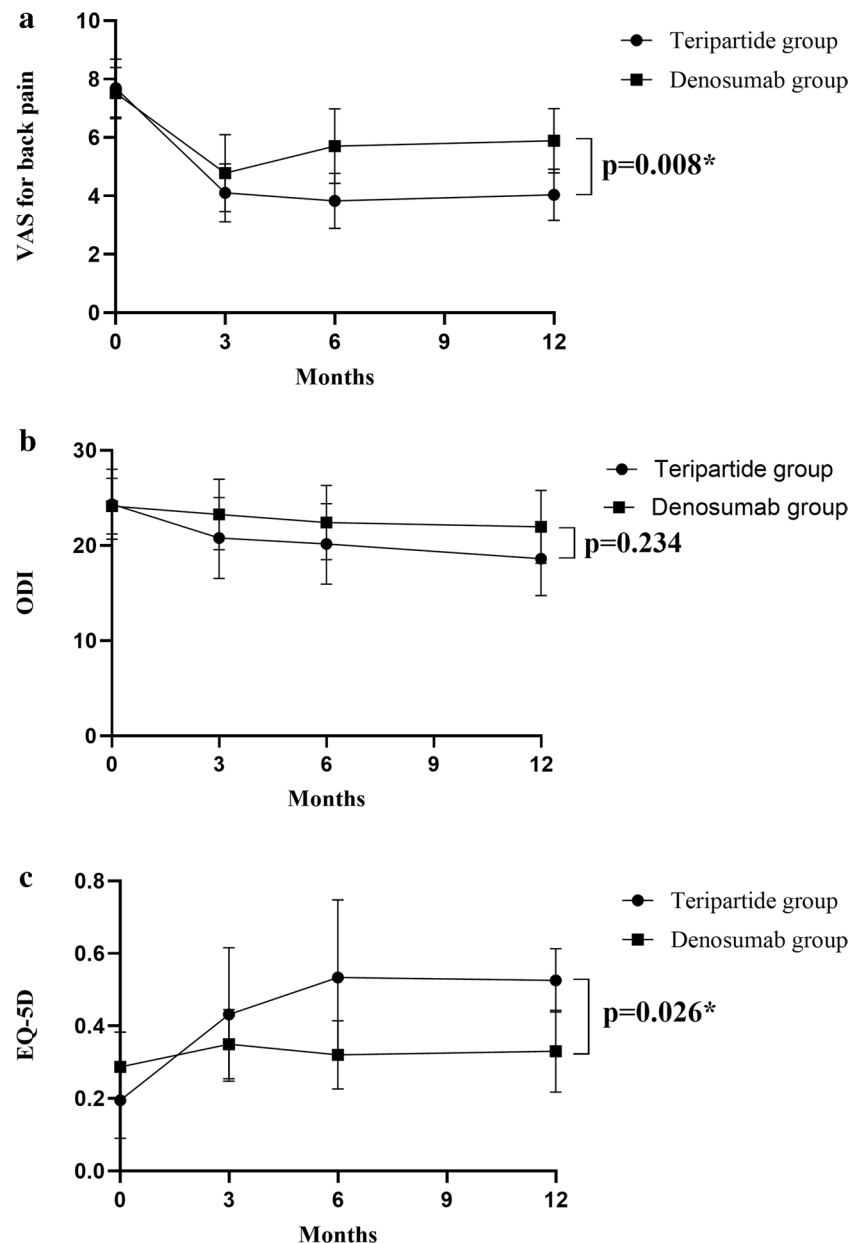 a
10
8
6
4
2
0
VAS for back pain
0 3 6 9 12
Months
Teripartide group
Denosumab group
p=0.008*
b
30
20
10
0
ODI
0 3 6 9 12
Months
Teripartide group
Denosumab group
p=0.234
c
0.8
0.6
0.4
0.2
0.0
EQ-5D
0 3 6 9 12
Months
Teripartide group
Denosumab group
p=0.026*